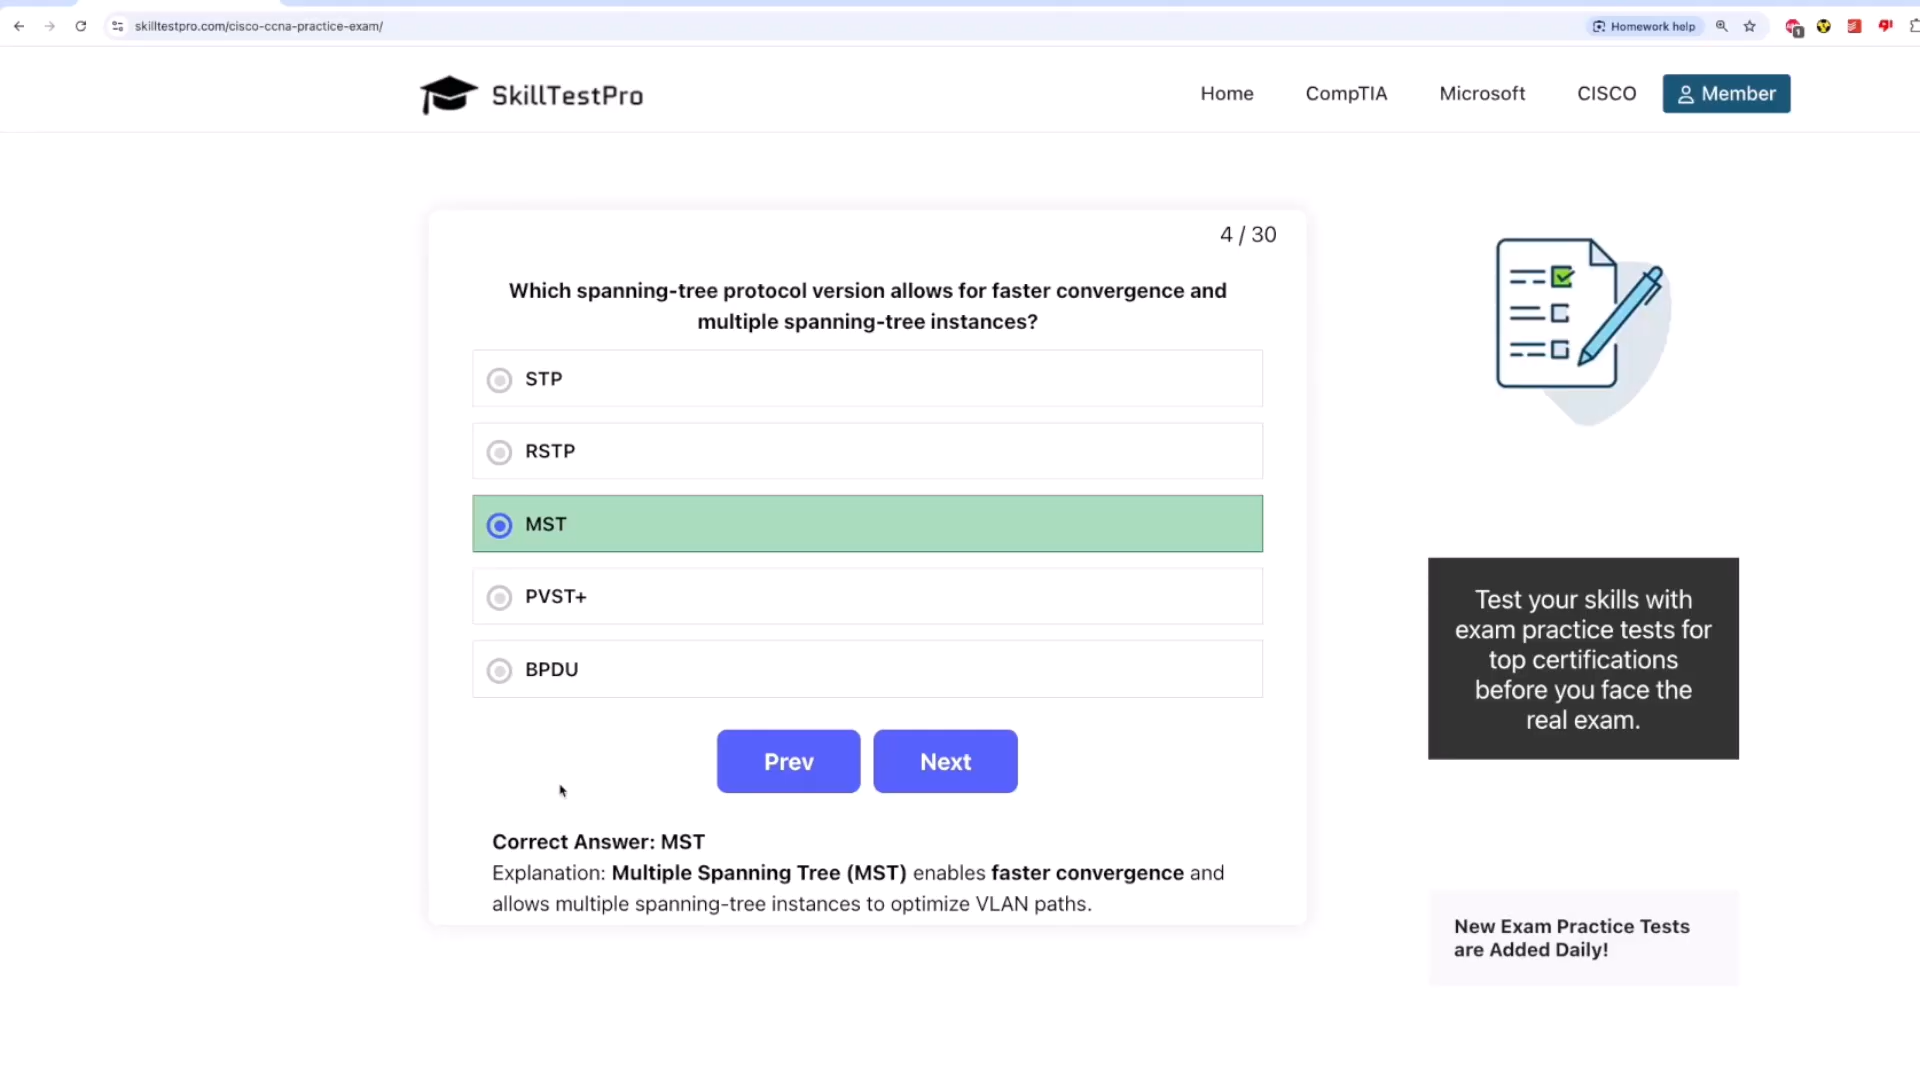 skilltestpro.com/cisco-ccna-practice-exam/
Homework help
1
SkillTestPro
Home
CompTIA
Microsoft
CISCO
Member
4 / 30
Which spanning-tree protocol version allows for faster convergence and
multiple spanning-tree instances?
STP
RSTP
MST
PVST+
BPDU
Prev
Next
Correct Answer: MST
Explanation: Multiple Spanning Tree (MST) enables faster convergence and
allows multiple spanning-tree instances to optimize VLAN paths.
Test your skills with
exam practice tests for
top certifications
before you face the
real exam.
New Exam Practice Tests
are Added Daily!